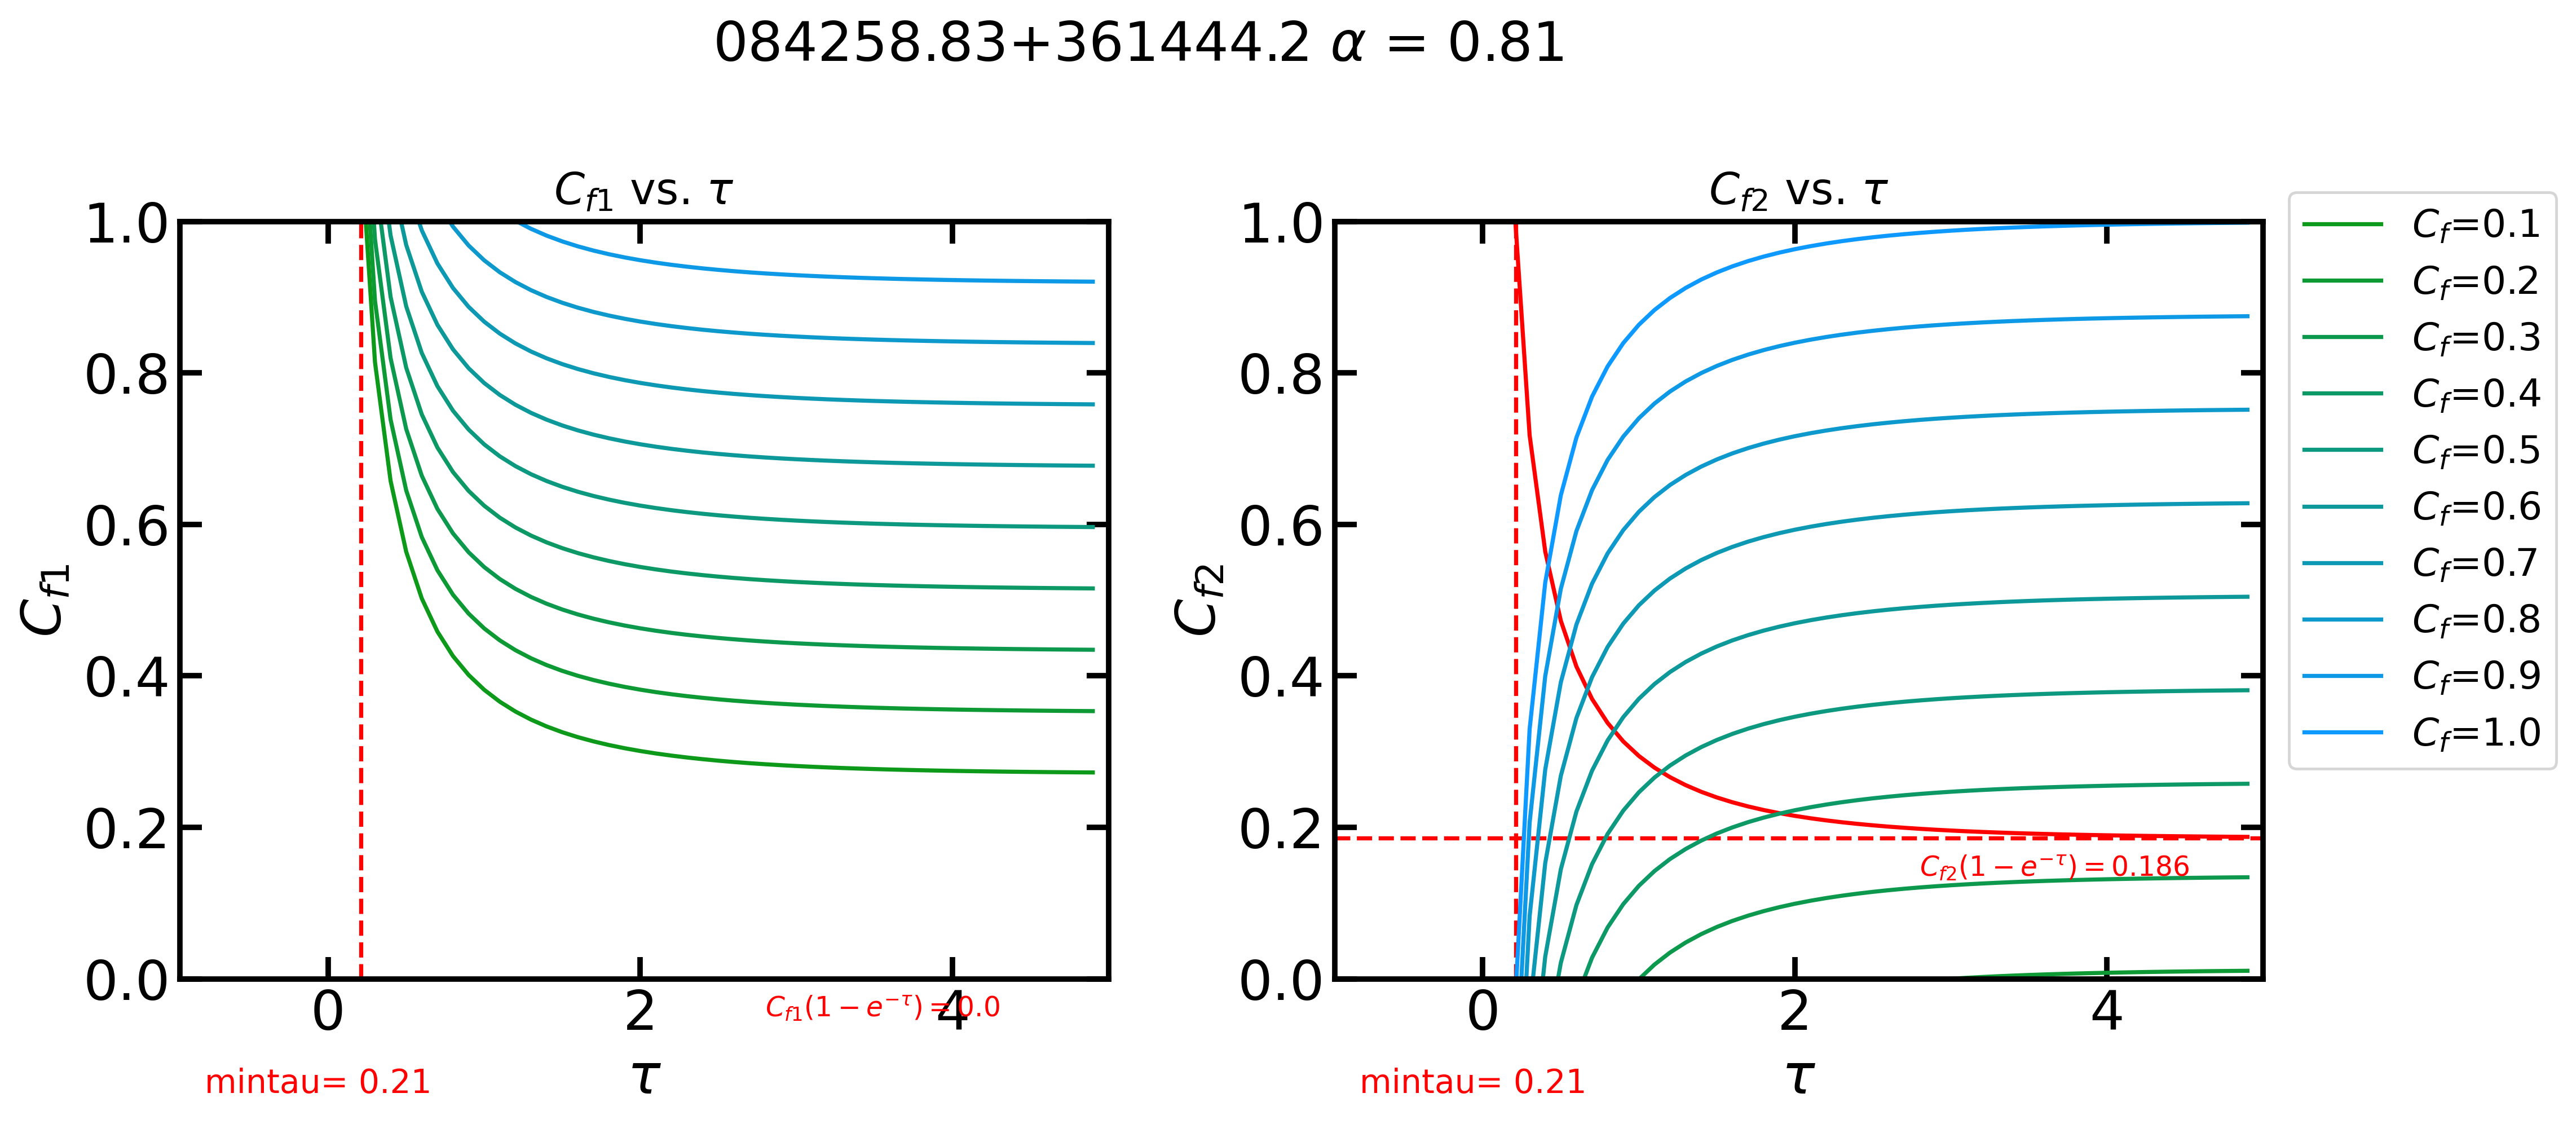 084258.83+361444.2 α = 0.81
C_{f1} vs. τ
1.0
0.8
0.6
0.4
0.2
0.0
C_{f1}
0
2
4
C_{f1}(1 − e^{−τ}) = 0.0
τ
mintau= 0.21
C_{f2} vs. τ
1.0
0.8
0.6
0.4
0.2
0.0
C_{f2}
C_{f2}(1 − e^{−τ}) = 0.186
0
2
4
τ
mintau= 0.21
C_f=0.1
C_f=0.2
C_f=0.3
C_f=0.4
C_f=0.5
C_f=0.6
C_f=0.7
C_f=0.8
C_f=0.9
C_f=1.0